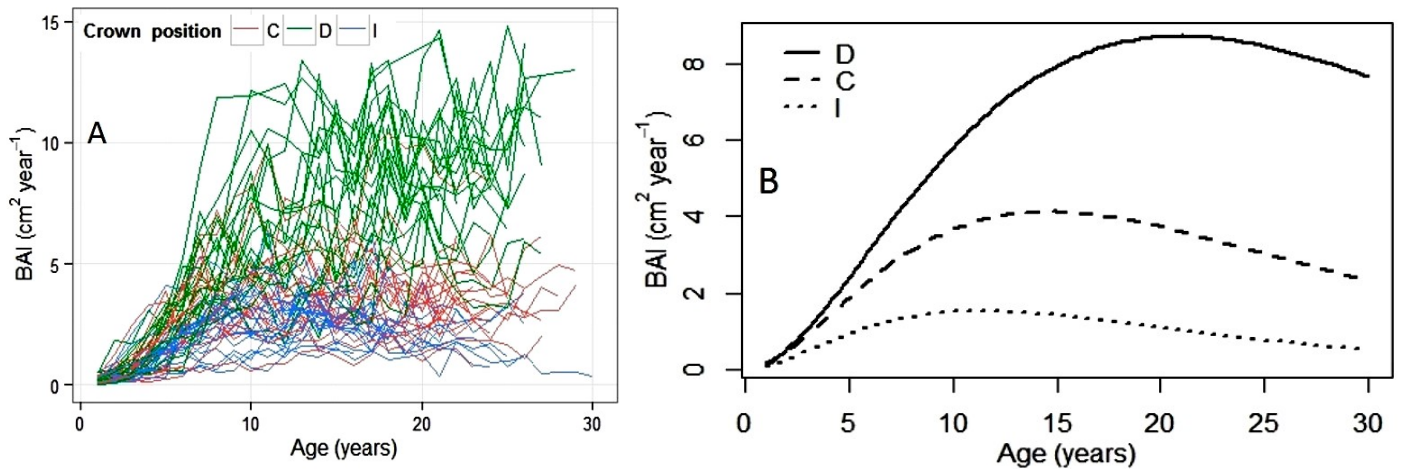 Crown position C D I
A
BAI (cm² year⁻¹)
15
10
5
0
0 10 20 30
Age (years)
D
C
I
B
BAI (cm² year⁻¹)
8
6
4
2
0
0 5 10 15 20 25 30
Age (years)